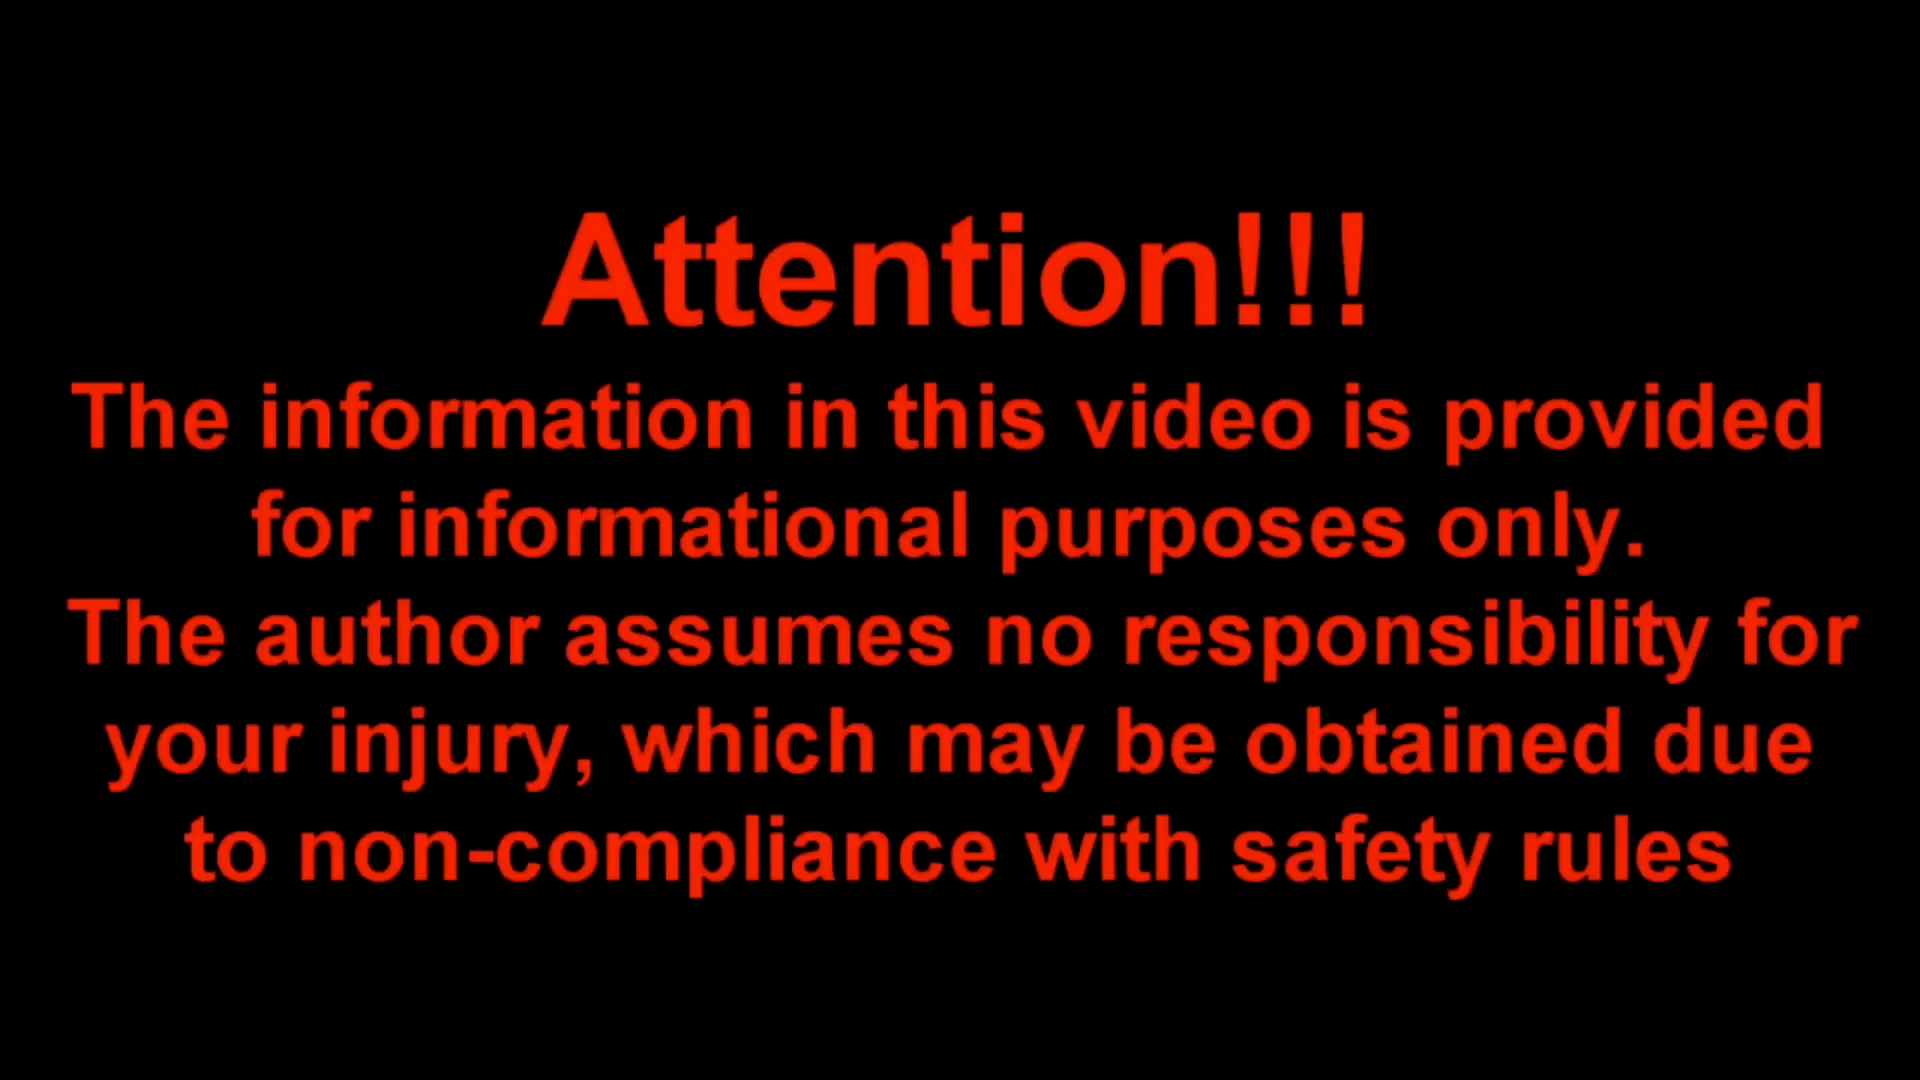 Attention!!!
The information in this video is provided
for informational purposes only.
The author assumes no responsibility for
your injury, which may be obtained due
to non-compliance with safety rules